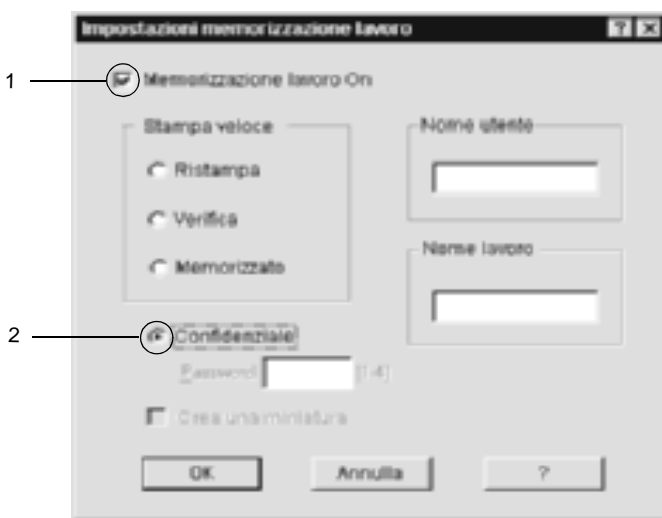 Impostazioni memorizzazione lavoro ? X
1
Memorizzazione lavoro On
Stampa veloce
Ristampa
Verifica
Memorizzato
Nome utente
Nome lavoro
2
Confidenziale
Password [1-4]
Crea una miniatura
OK
Annulla
?